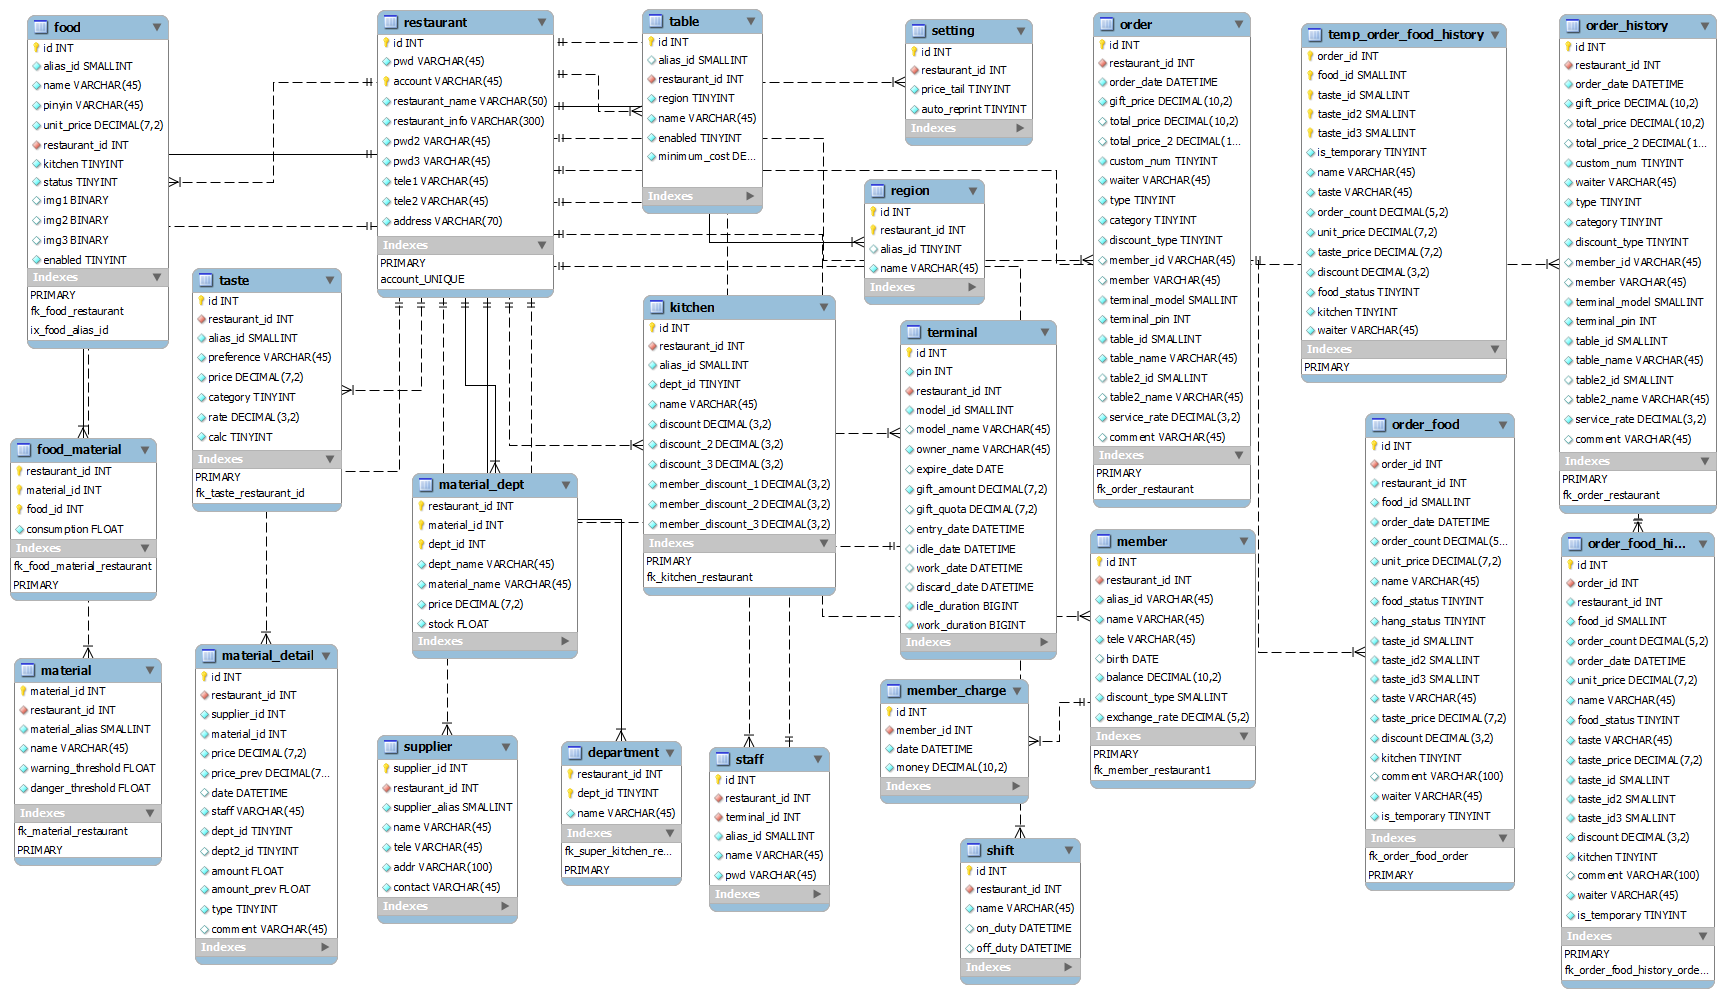 food
id INT
alias_id SMALLINT
name VARCHAR(45)
pinyin VARCHAR(45)
unit_price DECIMAL(7,2)
restaurant_id INT
kitchen TINYINT
status TINYINT
img1 BINARY
img2 BINARY
img3 BINARY
enabled TINYINT
Indexes
PRIMARY
fk_food_restaurant
ix_food_alias_id
restaurant
id INT
pwd VARCHAR(45)
account VARCHAR(45)
restaurant_name VARCHAR(50)
restaurant_info VARCHAR(300)
pwd2 VARCHAR(45)
pwd3 VARCHAR(45)
tele1 VARCHAR(45)
tele2 VARCHAR(45)
address VARCHAR(70)
Indexes
PRIMARY
account_UNIQUE
table
id INT
alias_id SMALLINT
restaurant_id INT
region TINYINT
name VARCHAR(45)
enabled TINYINT
minimum_cost DE...
Indexes
setting
id INT
restaurant_id INT
price_tail TINYINT
auto_reprint TINYINT
Indexes
region
id INT
restaurant_id INT
alias_id TINYINT
name VARCHAR(45)
Indexes
order
id INT
restaurant_id INT
order_date DATETIME
gift_price DECIMAL(10,2)
total_price DECIMAL(10,2)
total_price_2 DECIMAL(1...
custom_num TINYINT
waiter VARCHAR(45)
type TINYINT
category TINYINT
discount_type TINYINT
member_id VARCHAR(45)
member VARCHAR(45)
terminal_model SMALLINT
terminal_pin INT
table_id SMALLINT
table_name VARCHAR(45)
table2_id SMALLINT
table2_name VARCHAR(45)
service_rate DECIMAL(3,2)
comment VARCHAR(45)
Indexes
PRIMARY
fk_order_restaurant
temp_order_food_history
order_id INT
food_id SMALLINT
taste_id SMALLINT
taste_id2 SMALLINT
taste_id3 SMALLINT
is_temporary TINYINT
name VARCHAR(45)
taste VARCHAR(45)
order_count DECIMAL(5,2)
unit_price DECIMAL(7,2)
taste_price DECIMAL(7,2)
discount DECIMAL(3,2)
food_status TINYINT
kitchen TINYINT
waiter VARCHAR(45)
Indexes
PRIMARY
order_history
id INT
restaurant_id INT
order_date DATETIME
gift_price DECIMAL(10,2)
total_price DECIMAL(10,2)
total_price_2 DECIMAL(1...
custom_num TINYINT
waiter VARCHAR(45)
type TINYINT
category TINYINT
discount_type TINYINT
member_id VARCHAR(45)
member VARCHAR(45)
terminal_model SMALLINT
terminal_pin INT
table_id SMALLINT
table_name VARCHAR(45)
table2_id SMALLINT
table2_name VARCHAR(45)
service_rate DECIMAL(3,2)
comment VARCHAR(45)
Indexes
PRIMARY
fk_order_restaurant
taste
id INT
restaurant_id INT
alias_id SMALLINT
preference VARCHAR(45)
price DECIMAL(7,2)
category TINYINT
rate DECIMAL(3,2)
calc TINYINT
Indexes
PRIMARY
fk_taste_restaurant_id
kitchen
id INT
restaurant_id INT
alias_id SMALLINT
dept_id TINYINT
name VARCHAR(45)
discount DECIMAL(3,2)
discount_2 DECIMAL(3,2)
discount_3 DECIMAL(3,2)
member_discount_1 DECIMAL(3,2)
member_discount_2 DECIMAL(3,2)
member_discount_3 DECIMAL(3,2)
Indexes
PRIMARY
fk_kitchen_restaurant
terminal
id INT
pin INT
restaurant_id INT
model_id SMALLINT
model_name VARCHAR(45)
owner_name VARCHAR(45)
expire_date DATE
gift_amount DECIMAL(7,2)
gift_quota DECIMAL(7,2)
entry_date DATETIME
idle_date DATETIME
work_date DATETIME
discard_date DATETIME
idle_duration BIGINT
work_duration BIGINT
Indexes
food_material
restaurant_id INT
material_id INT
food_id INT
consumption FLOAT
Indexes
fk_food_material_restaurant
PRIMARY
material_dept
restaurant_id INT
material_id INT
dept_id TINYINT
dept_name VARCHAR(45)
material_name VARCHAR(45)
price DECIMAL(7,2)
stock FLOAT
Indexes
order_food
id INT
order_id INT
restaurant_id INT
food_id SMALLINT
order_date DATETIME
order_count DECIMAL(5...
unit_price DECIMAL(7,2)
name VARCHAR(45)
food_status TINYINT
hang_status TINYINT
taste_id SMALLINT
taste_id2 SMALLINT
taste_id3 SMALLINT
taste VARCHAR(45)
taste_price DECIMAL(7,2)
discount DECIMAL(3,2)
kitchen TINYINT
comment VARCHAR(100)
waiter VARCHAR(45)
is_temporary TINYINT
Indexes
fk_order_food_order
PRIMARY
member
id INT
restaurant_id INT
alias_id VARCHAR(45)
name VARCHAR(45)
tele VARCHAR(45)
birth DATE
balance DECIMAL(10,2)
discount_type SMALLINT
exchange_rate DECIMAL(5,2)
Indexes
PRIMARY
fk_member_restaurant1
order_food_hi...
id INT
order_id INT
restaurant_id INT
food_id SMALLINT
order_count DECIMAL(5,2)
order_date DATETIME
unit_price DECIMAL(7,2)
name VARCHAR(45)
food_status TINYINT
taste VARCHAR(45)
taste_price DECIMAL(7,2)
taste_id SMALLINT
taste_id2 SMALLINT
taste_id3 SMALLINT
discount DECIMAL(3,2)
kitchen TINYINT
comment VARCHAR(100)
waiter VARCHAR(45)
is_temporary TINYINT
Indexes
PRIMARY
fk_order_food_history_orde...
material
material_id INT
restaurant_id INT
material_alias SMALLINT
name VARCHAR(45)
warning_threshold FLOAT
danger_threshold FLOAT
Indexes
fk_material_restaurant
PRIMARY
material_detail
id INT
restaurant_id INT
supplier_id INT
material_id INT
price DECIMAL(7,2)
price_prev DECIMAL(7...
date DATETIME
staff VARCHAR(45)
dept_id TINYINT
dept2_id TINYINT
amount FLOAT
amount_prev FLOAT
type TINYINT
comment VARCHAR(45)
Indexes
supplier
supplier_id INT
restaurant_id INT
supplier_alias SMALLINT
name VARCHAR(45)
tele VARCHAR(45)
addr VARCHAR(100)
contact VARCHAR(45)
Indexes
department
restaurant_id INT
dept_id TINYINT
name VARCHAR(45)
Indexes
fk_super_kitchen_re...
PRIMARY
staff
id INT
restaurant_id INT
terminal_id INT
alias_id SMALLINT
name VARCHAR(45)
pwd VARCHAR(45)
Indexes
member_charge
id INT
member_id INT
date DATETIME
money DECIMAL(10,2)
Indexes
shift
id INT
restaurant_id INT
name VARCHAR(45)
on_duty DATETIME
off_duty DATETIME
Indexes